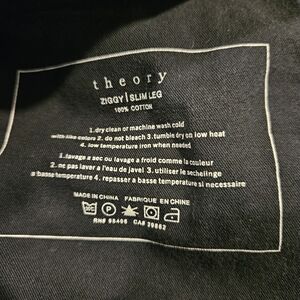 theory
ZIGGY | SLIM LEG
100% COTTON
1.dry clean or machine wash cold
with like colors 2. do not bleach 3.tumble dry on low heat
4. low temperature iron when needed
1.lavage a sec ou lavage a froid comme la couleur
2. ne pas laver a l'eau de javel 3. utiliser le sechelinge
a'basse temperature 4. repasser a basse temperature si necessaire
MADE IN CHINA FABRIQUE EN CHINE
RN# 99406 CA# 39882